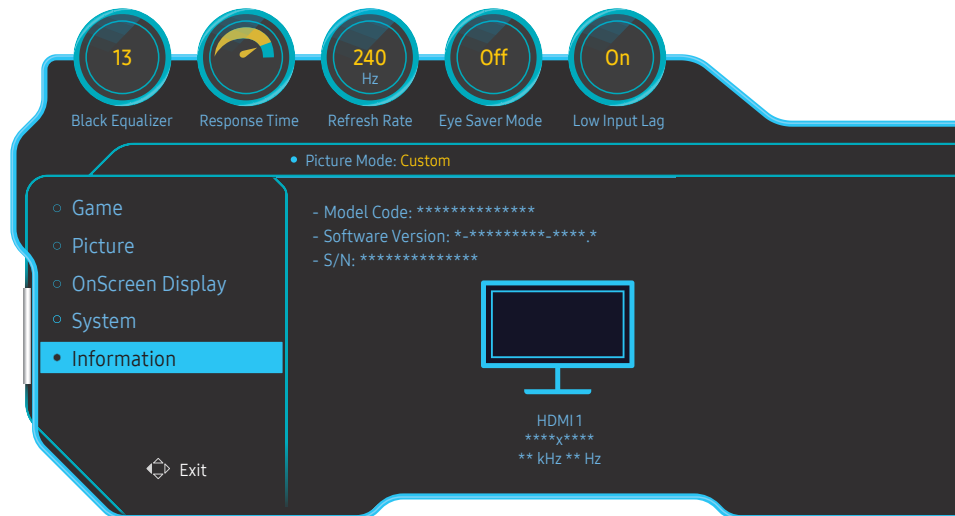 13
240
Hz
Off
On
Black Equalizer
Response Time
Refresh Rate
Eye Saver Mode
Low Input Lag
Picture Mode: Custom
Game
Picture
OnScreen Display
System
Information
Exit
- Model Code: **************
- Software Version: *-*********-****.*
- S/N: **************
HDMI 1
****x****
** kHz ** Hz